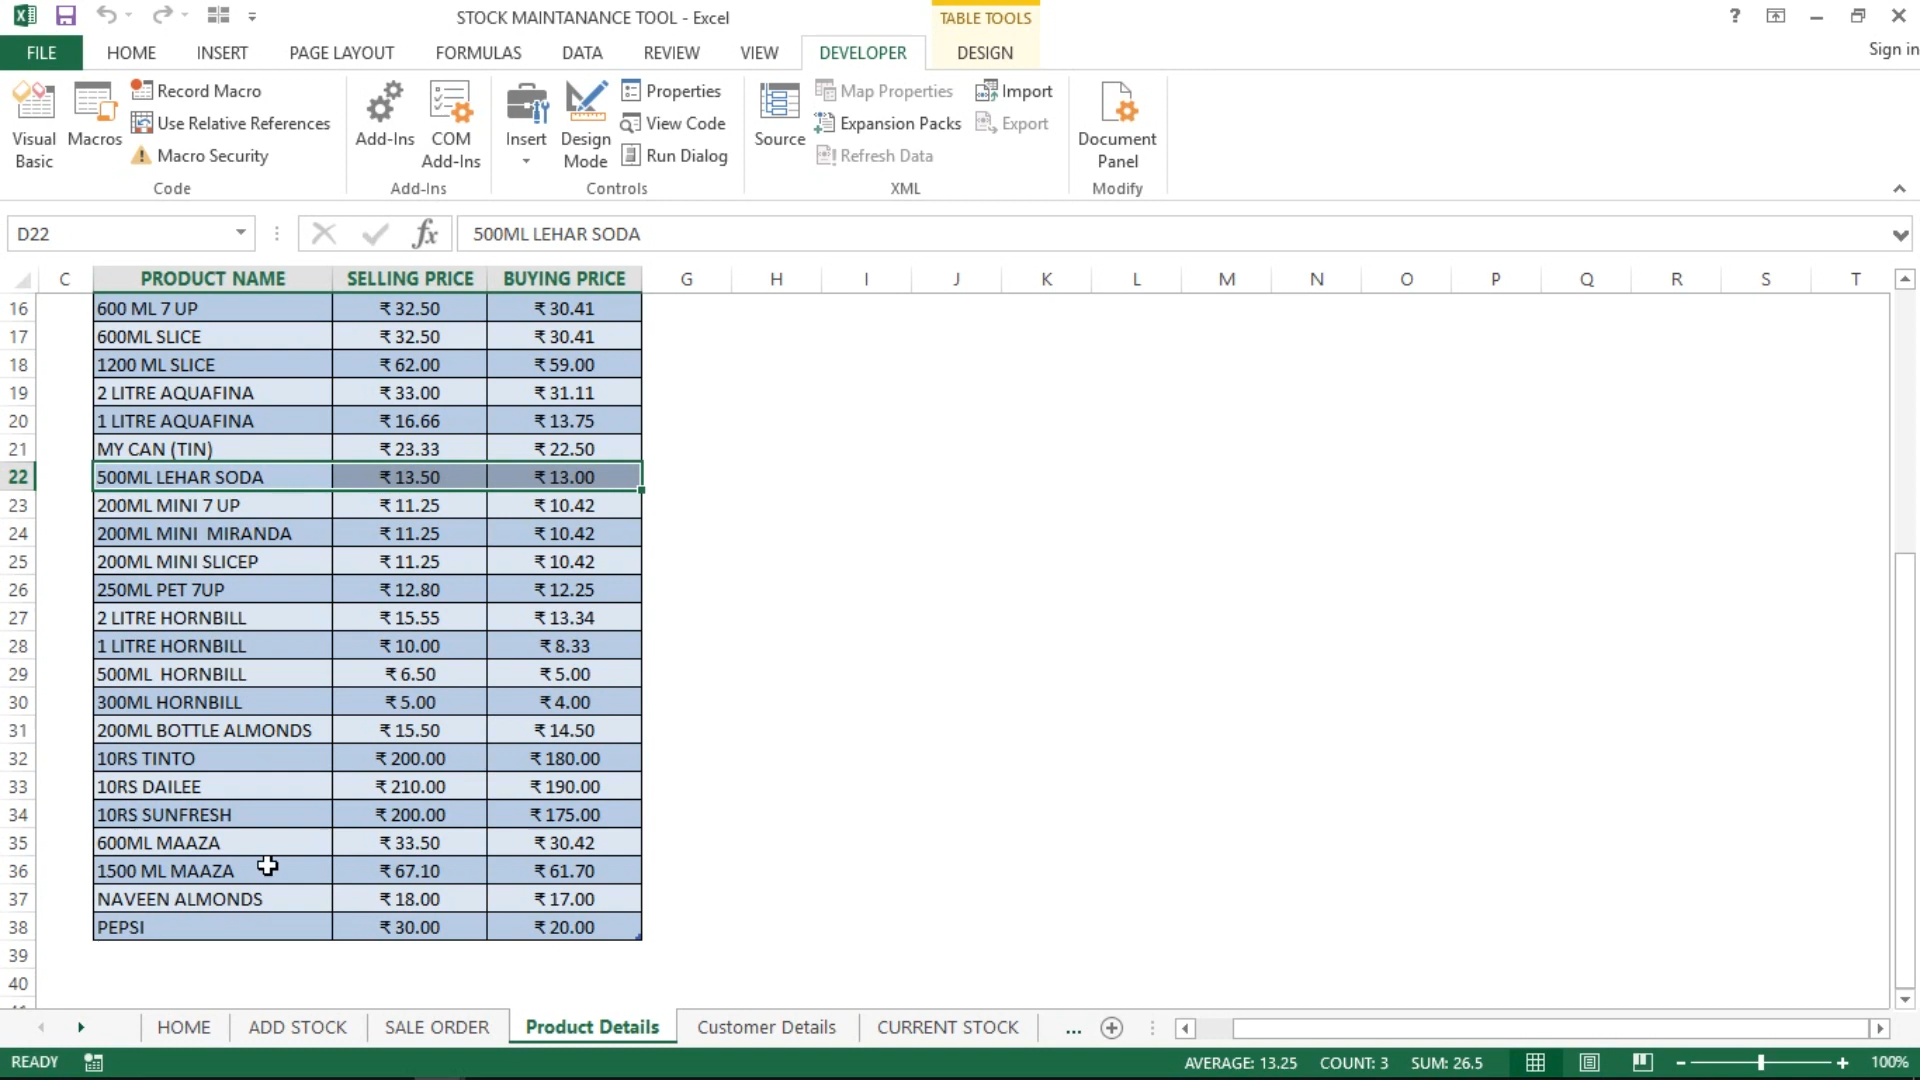 STOCK MAINTANANCE TOOL - Excel
TABLE TOOLS
?
FILE
HOME
INSERT
PAGE LAYOUT
FORMULAS
DATA
REVIEW
VIEW
DEVELOPER
DESIGN
Sign in
Visual Basic
Macros
Record Macro
Use Relative References
Macro Security
Code
Add-Ins
COM Add-Ins
Add-Ins
Insert
Design Mode
Properties
View Code
Run Dialog
Controls
Source
Map Properties
Expansion Packs
Refresh Data
Import
Export
XML
Document Panel
Modify
D22
fx
500ML LEHAR SODA
C PRODUCT NAME SELLING PRICE BUYING PRICE G H I J K L M N O P Q R S T
16 600 ML 7 UP ₹ 32.50 ₹ 30.41
17 600ML SLICE ₹ 32.50 ₹ 30.41
18 1200 ML SLICE ₹ 62.00 ₹ 59.00
19 2 LITRE AQUAFINA ₹ 33.00 ₹ 31.11
20 1 LITRE AQUAFINA ₹ 16.66 ₹ 13.75
21 MY CAN (TIN) ₹ 23.33 ₹ 22.50
22 500ML LEHAR SODA ₹ 13.50 ₹ 13.00
23 200ML MINI 7 UP ₹ 11.25 ₹ 10.42
24 200ML MINI  MIRANDA ₹ 11.25 ₹ 10.42
25 200ML MINI SLICEP ₹ 11.25 ₹ 10.42
26 250ML PET 7UP ₹ 12.80 ₹ 12.25
27 2 LITRE HORNBILL ₹ 15.55 ₹ 13.34
28 1 LITRE HORNBILL ₹ 10.00 ₹ 8.33
29 500ML  HORNBILL ₹ 6.50 ₹ 5.00
30 300ML HORNBILL ₹ 5.00 ₹ 4.00
31 200ML BOTTLE ALMONDS ₹ 15.50 ₹ 14.50
32 10RS TINTO ₹ 200.00 ₹ 180.00
33 10RS DAILEE ₹ 210.00 ₹ 190.00
34 10RS SUNFRESH ₹ 200.00 ₹ 175.00
35 600ML MAAZA ₹ 33.50 ₹ 30.42
36 1500 ML MAAZA ₹ 67.10 ₹ 61.70
37 NAVEEN ALMONDS ₹ 18.00 ₹ 17.00
38 PEPSI ₹ 30.00 ₹ 20.00
39
40
HOME ADD STOCK SALE ORDER Product Details Customer Details CURRENT STOCK ...
READY AVERAGE: 13.25 COUNT: 3 SUM: 26.5 100%